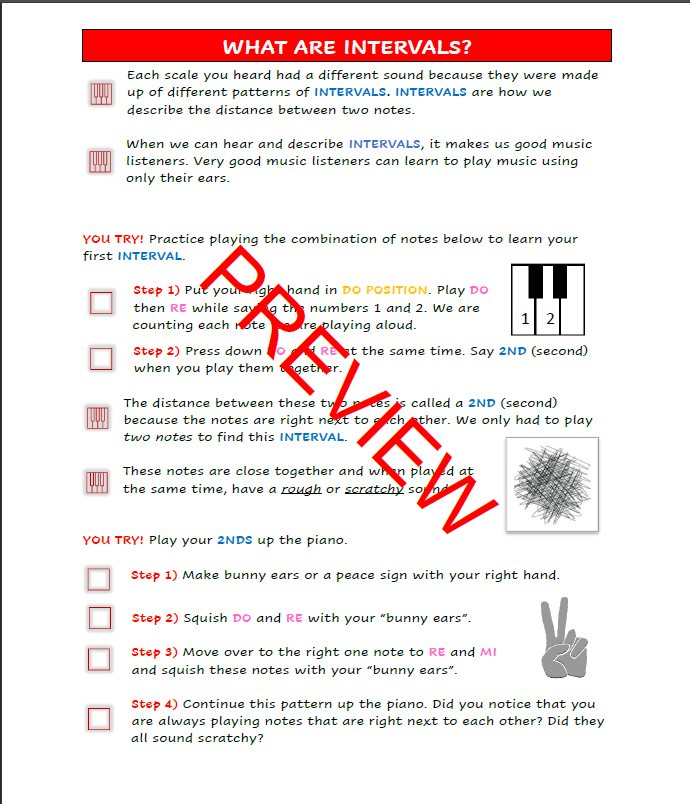 WHAT ARE INTERVALS?
Each scale you heard had a different sound because they were made
up of different patterns of INTERVALS. INTERVALS are how we
describe the distance between two notes.
When we can hear and describe INTERVALS, it makes us good music
listeners. Very good music listeners can learn to play music using
only their ears.
YOU TRY! Practice playing the combination of notes below to learn your
first INTERVAL.
Step 1) Put your right hand in DO POSITION. Play DO
then RE while saying the numbers 1 and 2. We are
counting each note we are playing aloud.
1 2
Step 2) Press down DO and RE at the same time. Say 2ND (second)
when you play them together.
The distance between these two notes is called a 2ND (second)
because the notes are right next to each other. We only had to play
two notes to find this INTERVAL.
These notes are close together and when played at
the same time, have a rough or scratchy sound
YOU TRY! Play your 2NDS up the piano.
Step 1) Make bunny ears or a peace sign with your right hand.
Step 2) Squish DO and RE with your “bunny ears”.
Step 3) Move over to the right one note to RE and MI
and squish these notes with your “bunny ears”.
Step 4) Continue this pattern up the piano. Did you notice that you
are always playing notes that are right next to each other? Did they
all sound scratchy?
PREVIEW